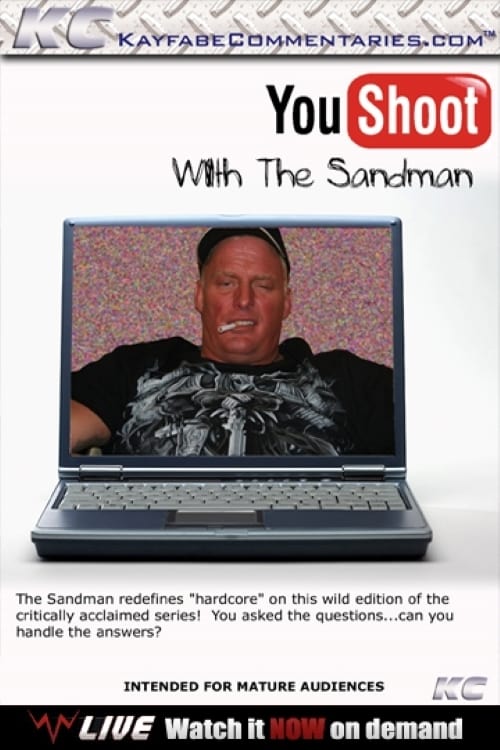 KC KAYFABECOMMENTARIES.COM™
You Shoot
With The Sandman
The Sandman redefines "hardcore" on this wild edition of the
critically acclaimed series! You asked the questions...can you
handle the answers?
INTENDED FOR MATURE AUDIENCES
KC
LIVE Watch it NOW on demand